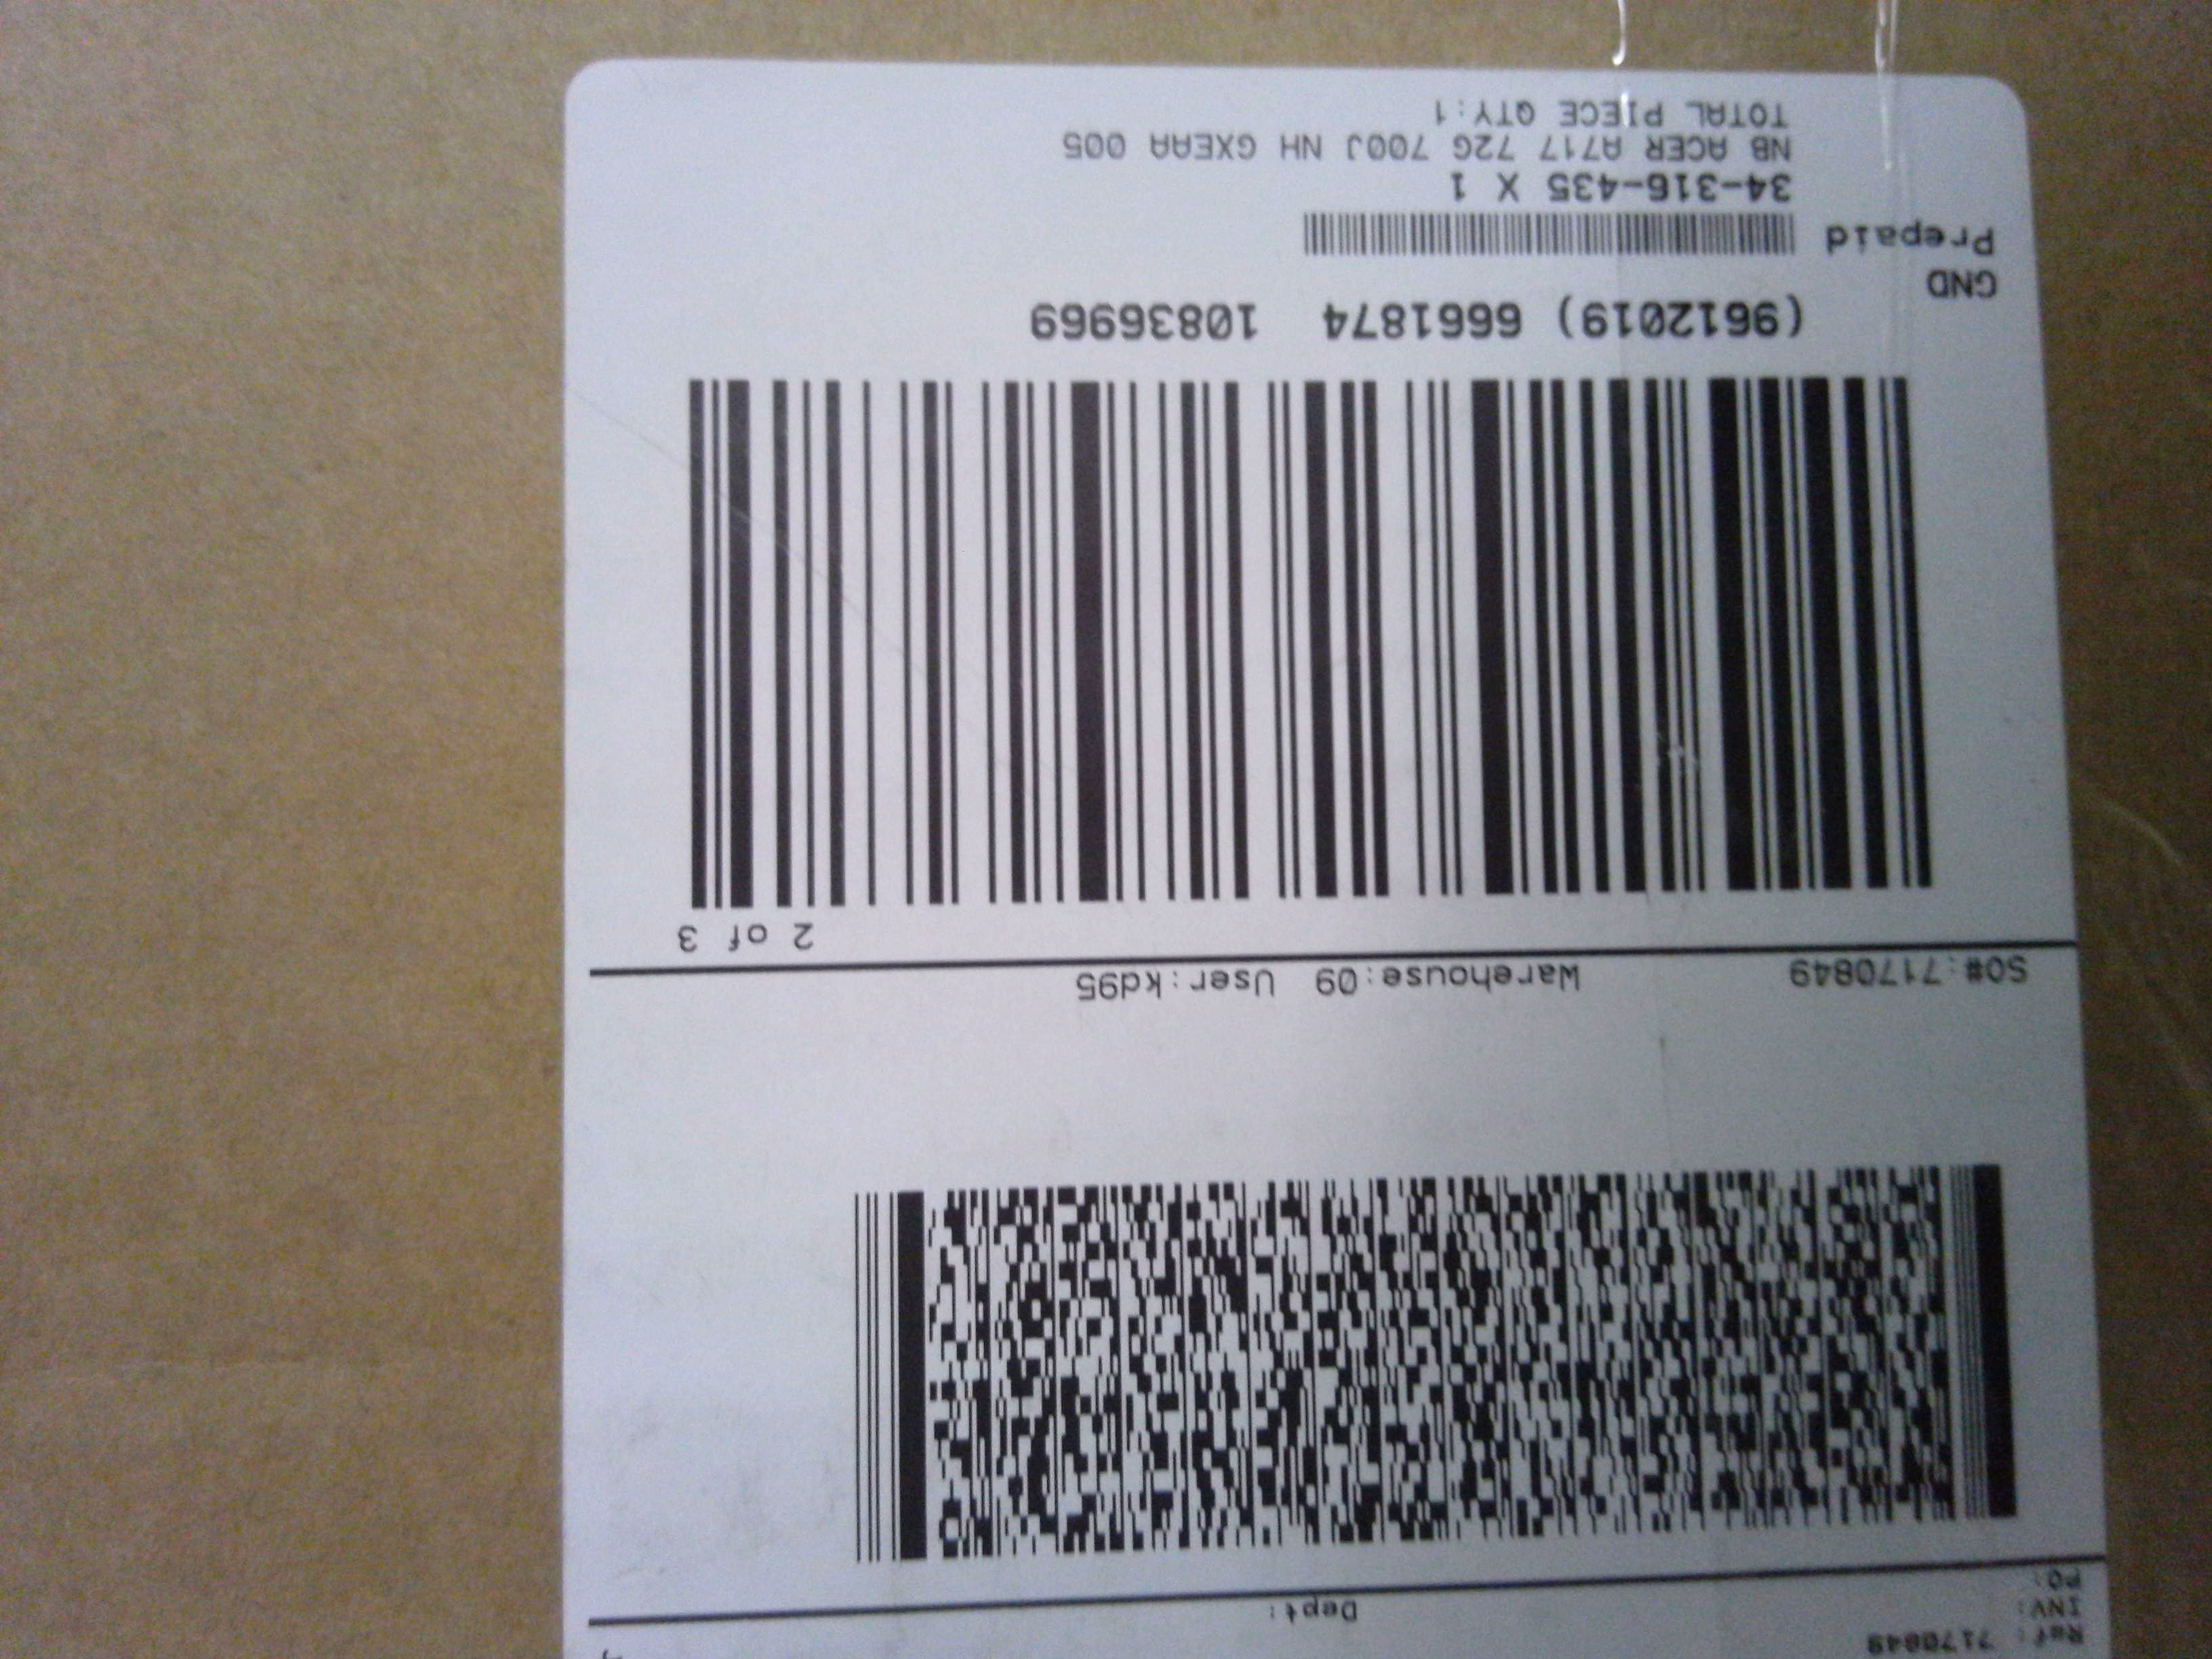 Ref: 7170849
INV:
PO:
Dept:
SO#:7170849 Warehouse:09 User:kd95
2 of 3
(9612019) 6661874 10836969
GND
Prepaid
34-316-435 X 1
NB ACER A717 72G 700J NH GXEAA 005
TOTAL PIECE QTY:1